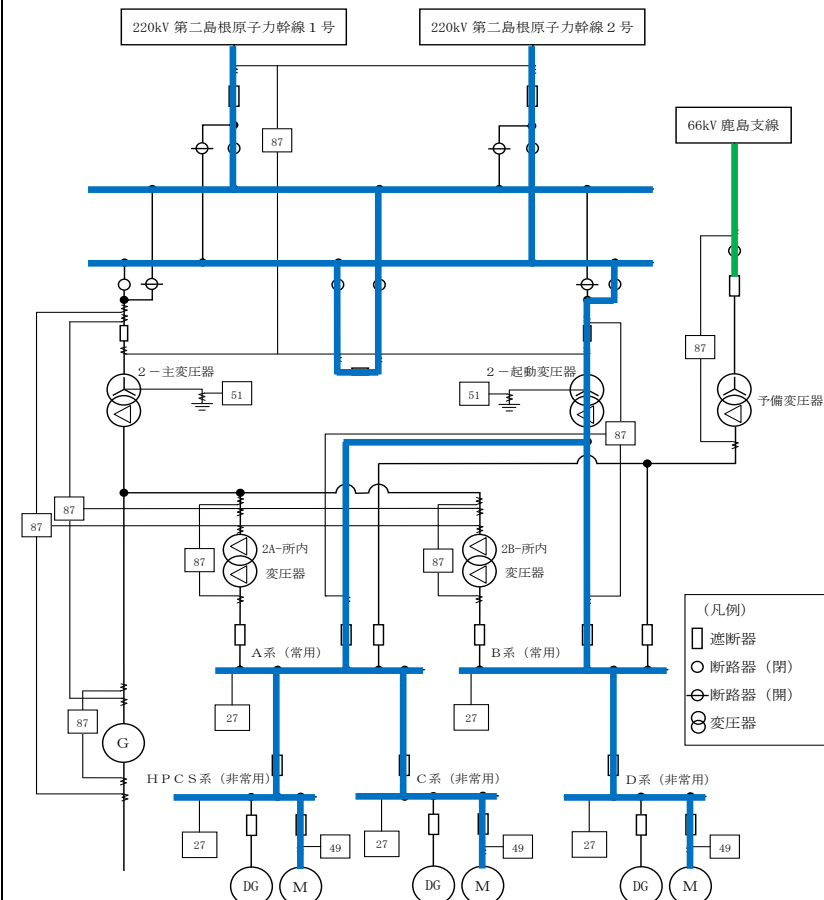 220kV 第二島根原子力幹線１号
220kV 第二島根原子力幹線２号
66kV 鹿島支線
87
87
２－主変圧器
51
２－起動変圧器
51
予備変圧器
87
87
87
87
2A-所内
変圧器
87
2B-所内
変圧器
(凡例)
遮断器
断路器（閉）
断路器（開）
変圧器
Ａ系（常用）
Ｂ系（常用）
27
27
87
G
ＨＰＣＳ系（非常用）
Ｃ系（非常用）
Ｄ系（非常用）
27
49
27
49
27
49
DG
M
DG
M
DG
M